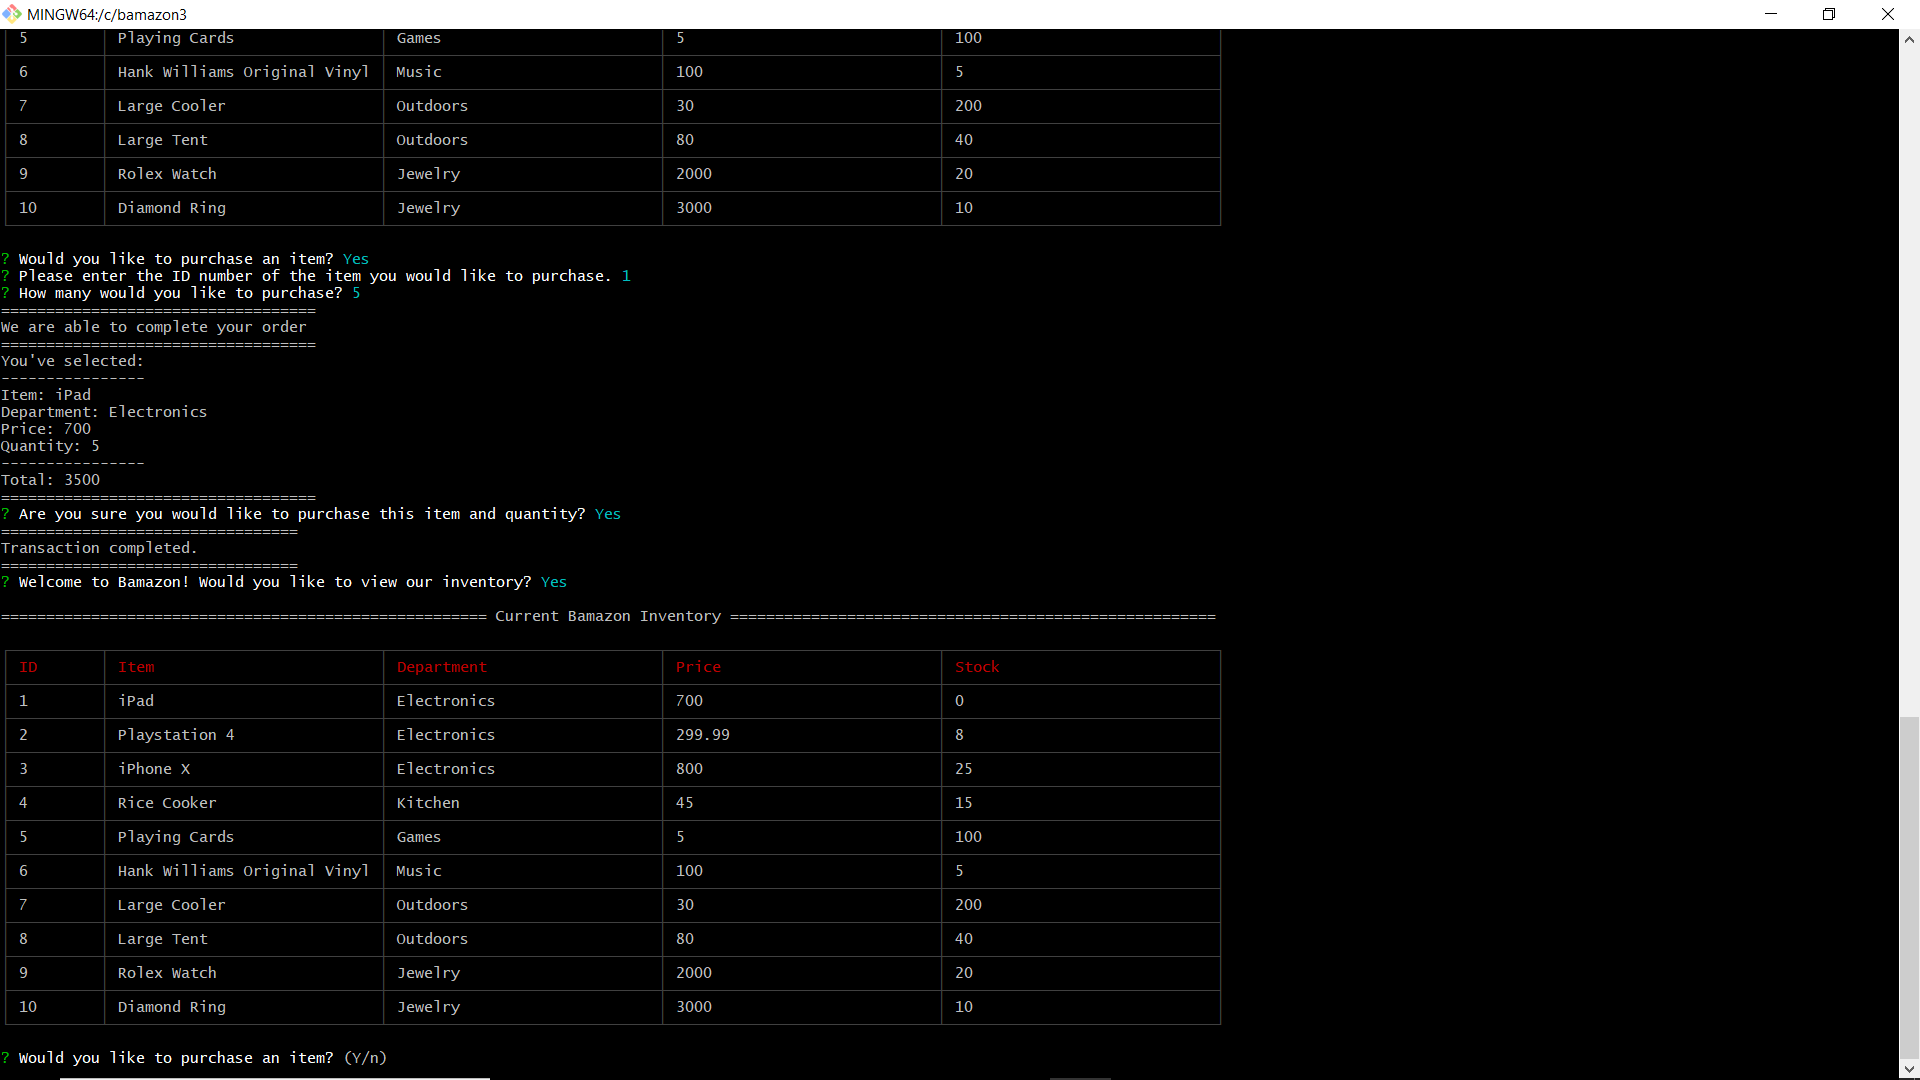 MINGW64:/c/bamazon3
5 Playing Cards Games 5 100
6 Hank Williams Original Vinyl Music 100 5
7 Large Cooler Outdoors 30 200
8 Large Tent Outdoors 80 40
9 Rolex Watch Jewelry 2000 20
10 Diamond Ring Jewelry 3000 10
? Would you like to purchase an item? Yes
? Please enter the ID number of the item you would like to purchase. 1
? How many would you like to purchase? 5
===================================
We are able to complete your order
===================================
You've selected:
----------------
Item: iPad
Department: Electronics
Price: 700
Quantity: 5
----------------
Total: 3500
===================================
? Are you sure you would like to purchase this item and quantity? Yes
=================================
Transaction completed.
=================================
? Welcome to Bamazon! Would you like to view our inventory? Yes
====================================================== Current Bamazon Inventory ======================================================
ID Item Department Price Stock
1 iPad Electronics 700 0
2 Playstation 4 Electronics 299.99 8
3 iPhone X Electronics 800 25
4 Rice Cooker Kitchen 45 15
5 Playing Cards Games 5 100
6 Hank Williams Original Vinyl Music 100 5
7 Large Cooler Outdoors 30 200
8 Large Tent Outdoors 80 40
9 Rolex Watch Jewelry 2000 20
10 Diamond Ring Jewelry 3000 10
? Would you like to purchase an item? (Y/n)